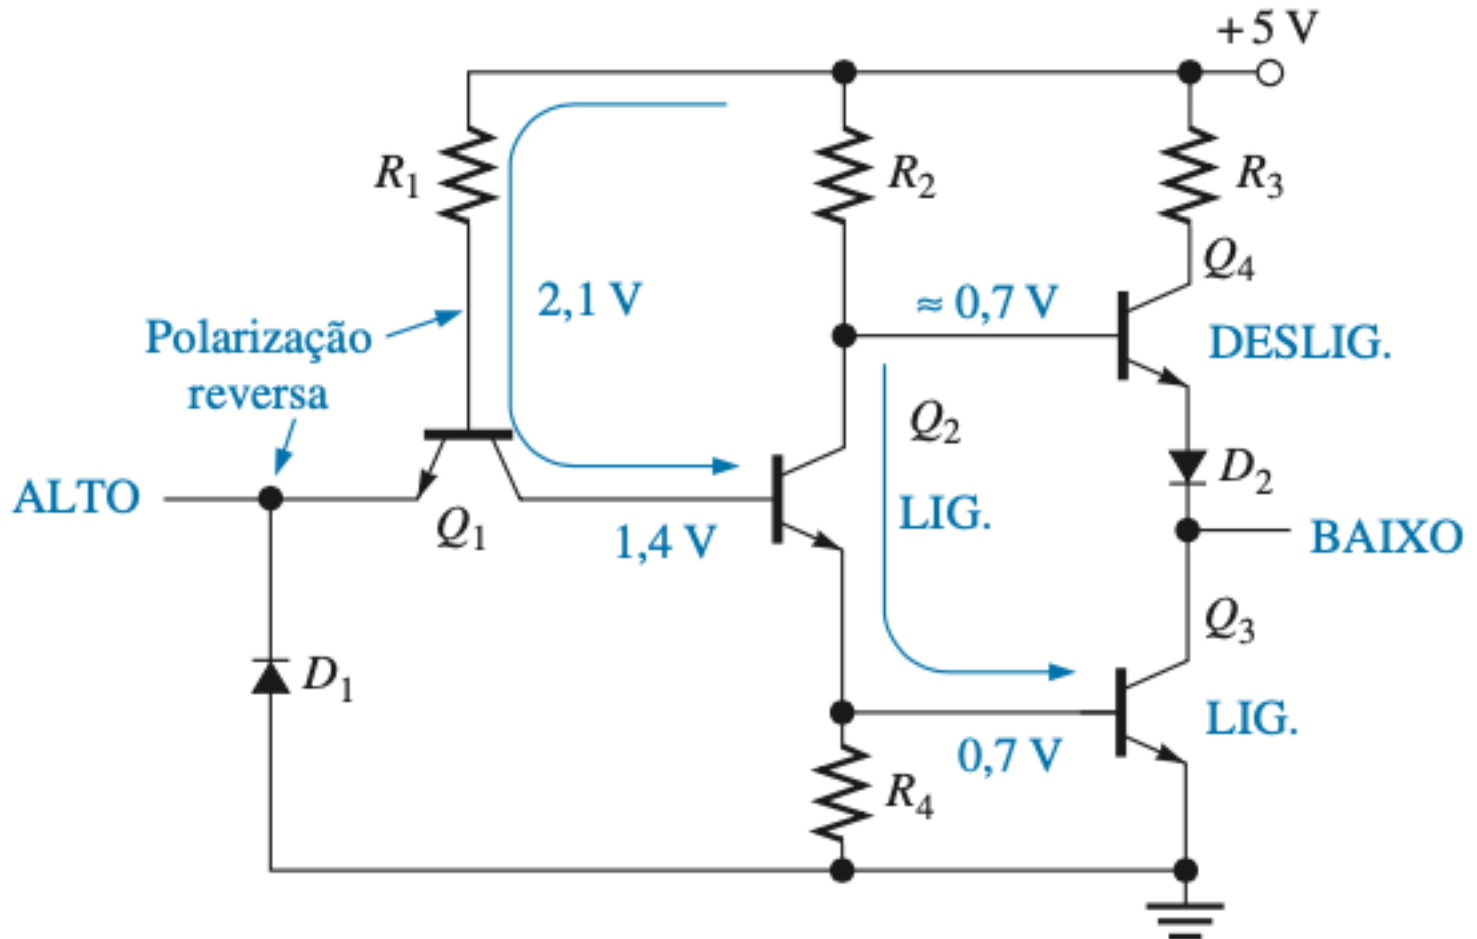 +5 V
R1
R2
R3
Q4
2,1 V
≈ 0,7 V
Polarização
reversa
DESLIG.
Q2
D2
ALTO
Q1
1,4 V
LIG.
BAIXO
Q3
D1
LIG.
0,7 V
R4